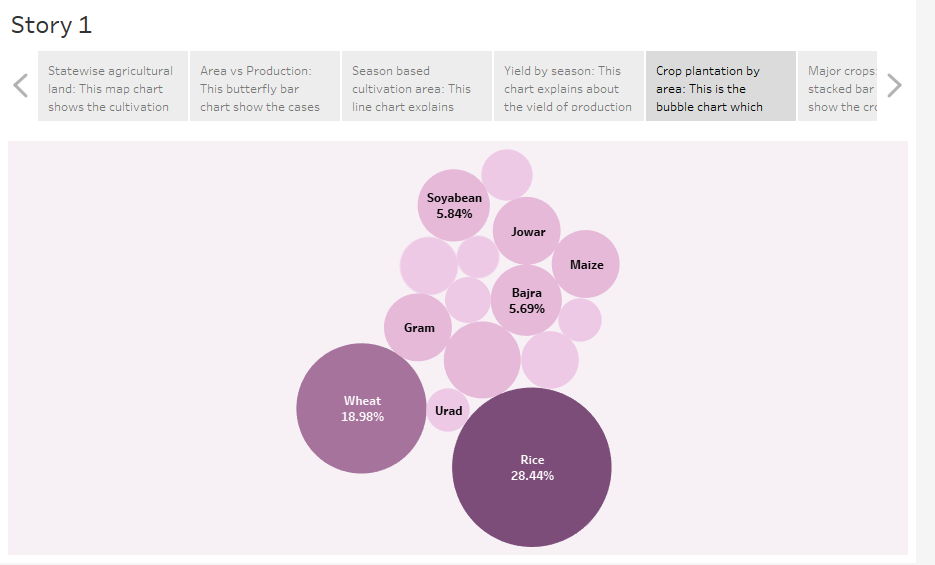 Story 1
Statewise agricultural
land: This map chart
shows the cultivation
Area vs Production:
This butterfly bar
chart show the cases
Season based
cultivation area: This
line chart explains
Yield by season: This
chart explains about
the yield of production
Crop plantation by
area: This is the
bubble chart which
Major crops:
stacked bar
show the
Soyabean
5.84%
Jowar
Maize
Bajra
5.69%
Gram
Wheat
18.98%
Urad
Rice
28.44%